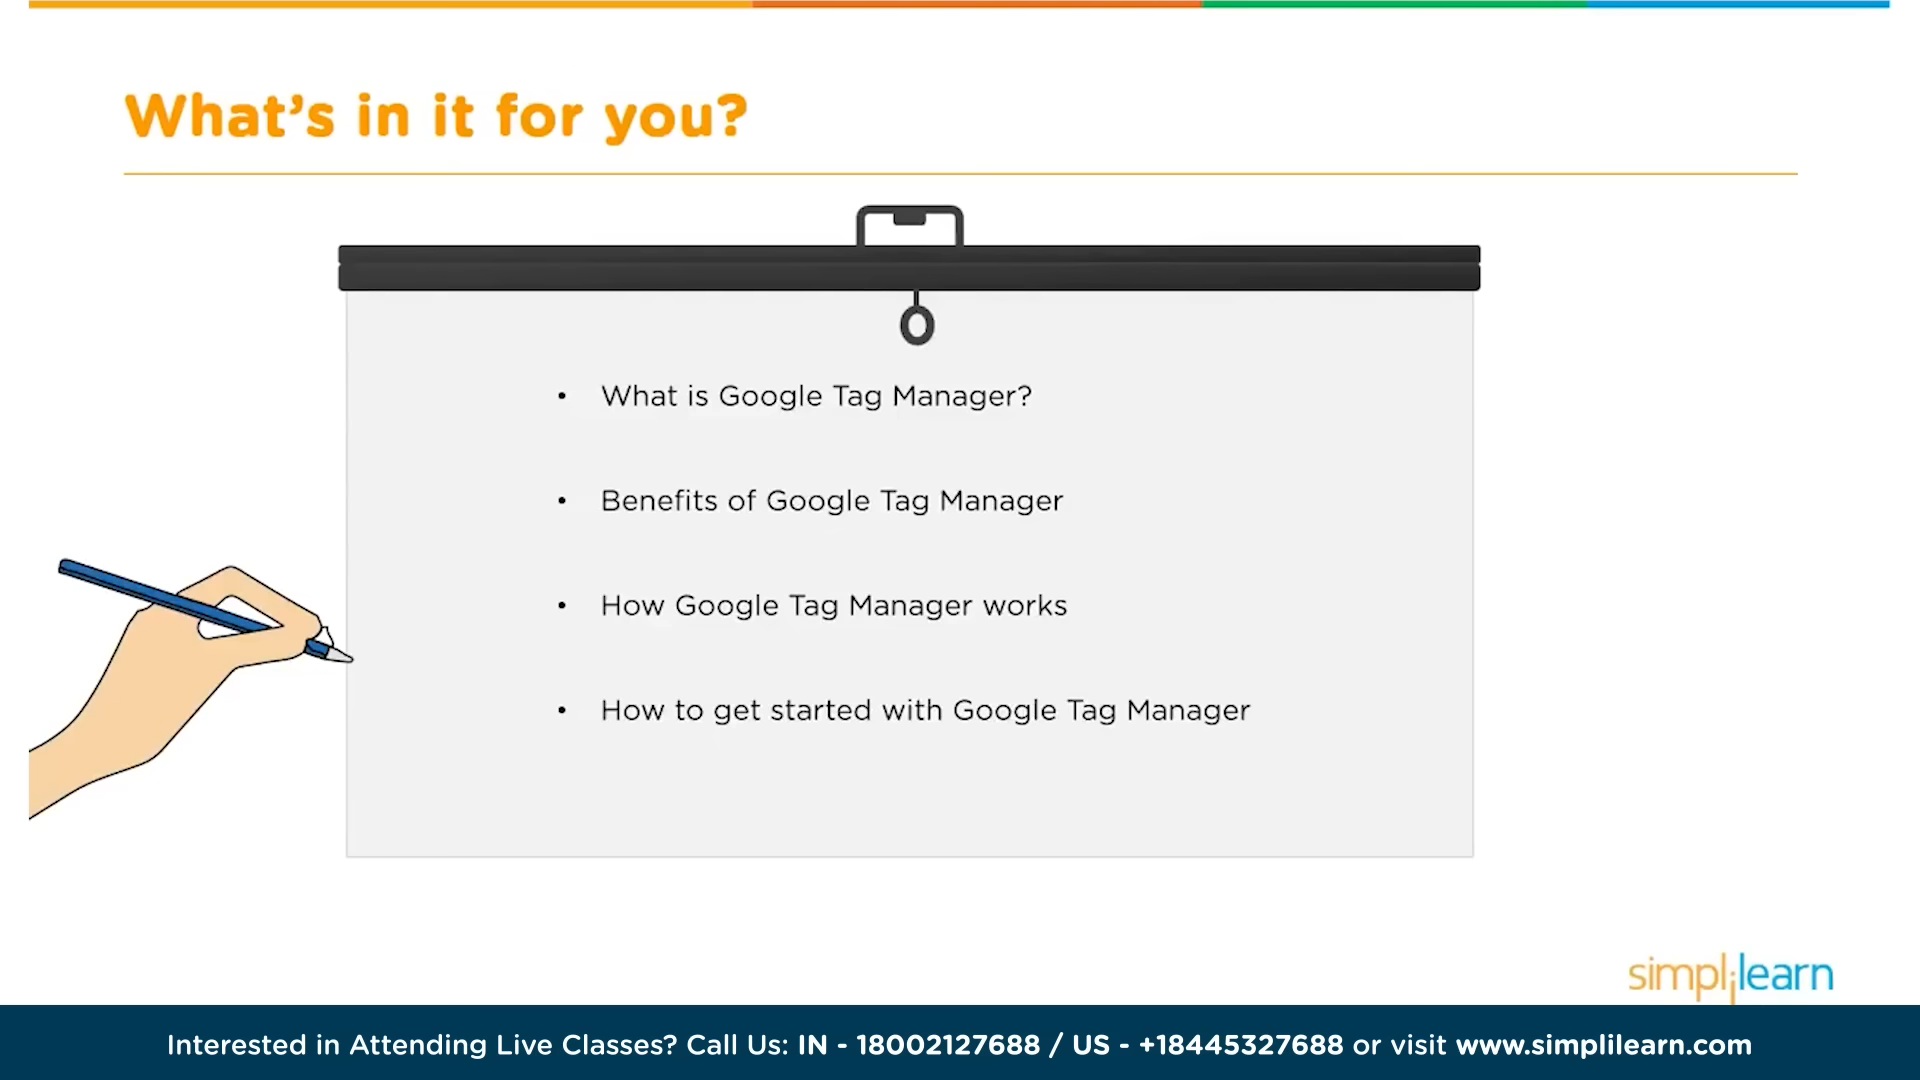 What's in it for you?
• What is Google Tag Manager?
• Benefits of Google Tag Manager
• How Google Tag Manager works
• How to get started with Google Tag Manager
simplilearn
Interested in Attending Live Classes? Call Us: IN - 18002127688 / US - +18445327688 or visit www.simplilearn.com